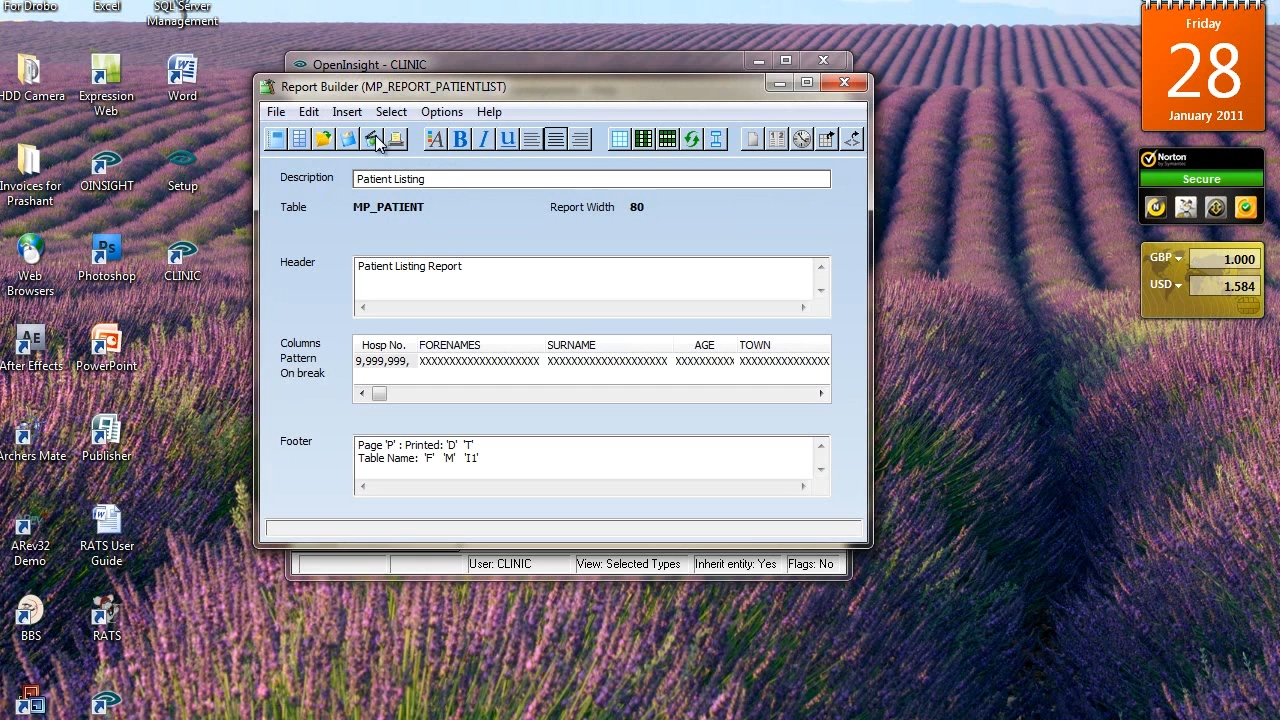 For Drobo
Excel
SQL Server
Management
HDD Camera
Expression
Web
Word
Invoices for
Prashant
OINSIGHT
Setup
Web
Browsers
Photoshop
CLINIC
After Effects
PowerPoint
Archers Mate
Publisher
ARev32
Demo
RATS User
Guide
BBS
RATS
OpenInsight - CLINIC
Report Builder (MP_REPORT_PATIENTLIST)
File Edit Insert Select Options Help
Description Patient Listing
Table MP_PATIENT Report Width 80
Header Patient Listing Report
Columns Hosp No. FORENAMES SURNAME AGE TOWN
Pattern 9,999,999, XXXXXXXXXXXXXXXXXXXX XXXXXXXXXXXXXXXXXXXX XXXXXXXXXX XXXXXXXXXXXXXXX
On break
Footer Page 'P' : Printed: 'D' 'T'
Table Name: 'F' 'M' 'I1'
User: CLINIC View: Selected Types Inherit entity: Yes Flags: No
Friday
28
January 2011
Norton
by Symantec
Secure
GBP 1.000
USD 1.584